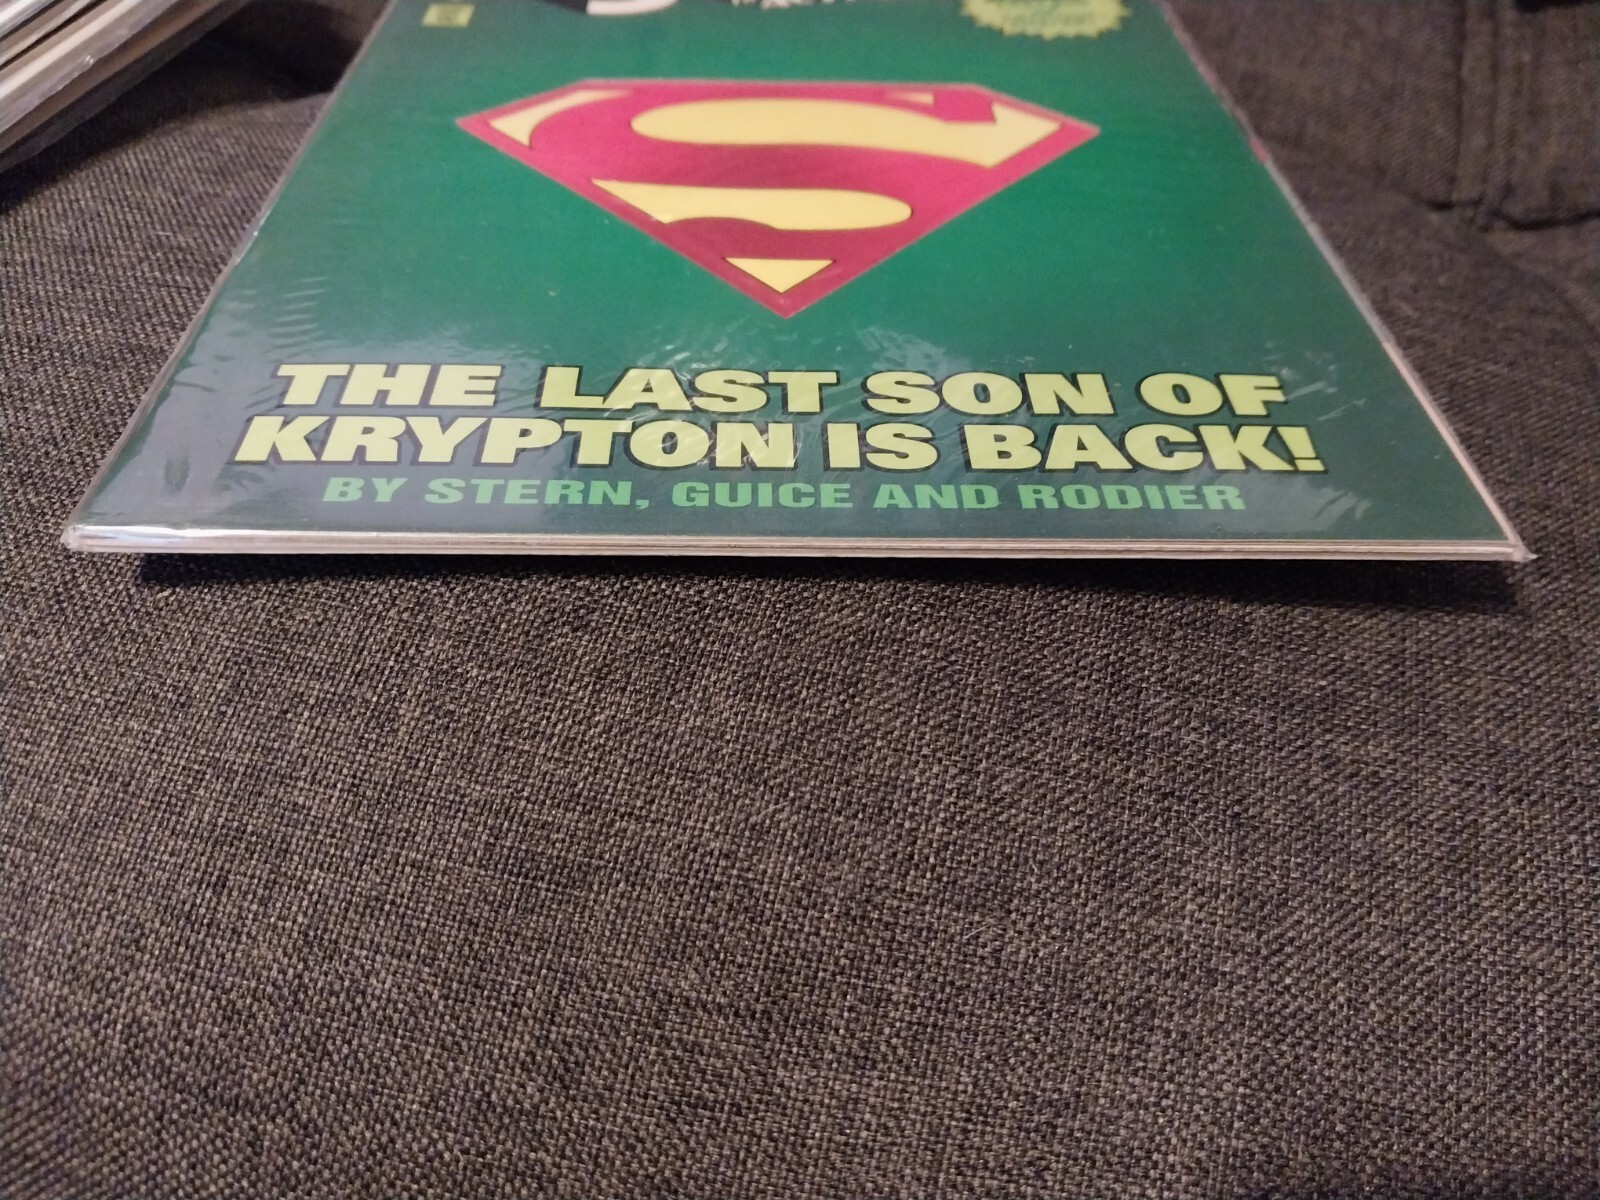 THE LAST SON OF
KRYPTON IS BACK!
BY STERN, GUICE AND RODIER